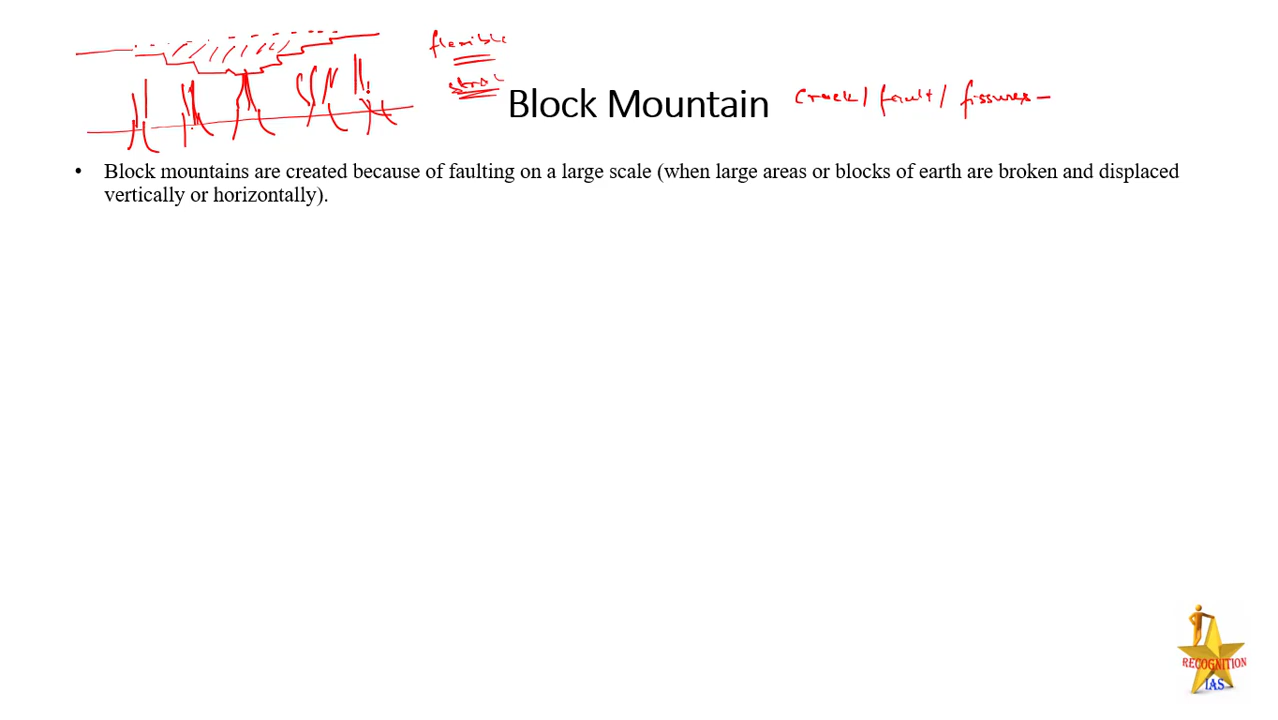 flexible
Block Mountain crack/ fault/ fissures -
• Block mountains are created because of faulting on a large scale (when large areas or blocks of earth are broken and displaced
vertically or horizontally).
RECOGNITION
IAS